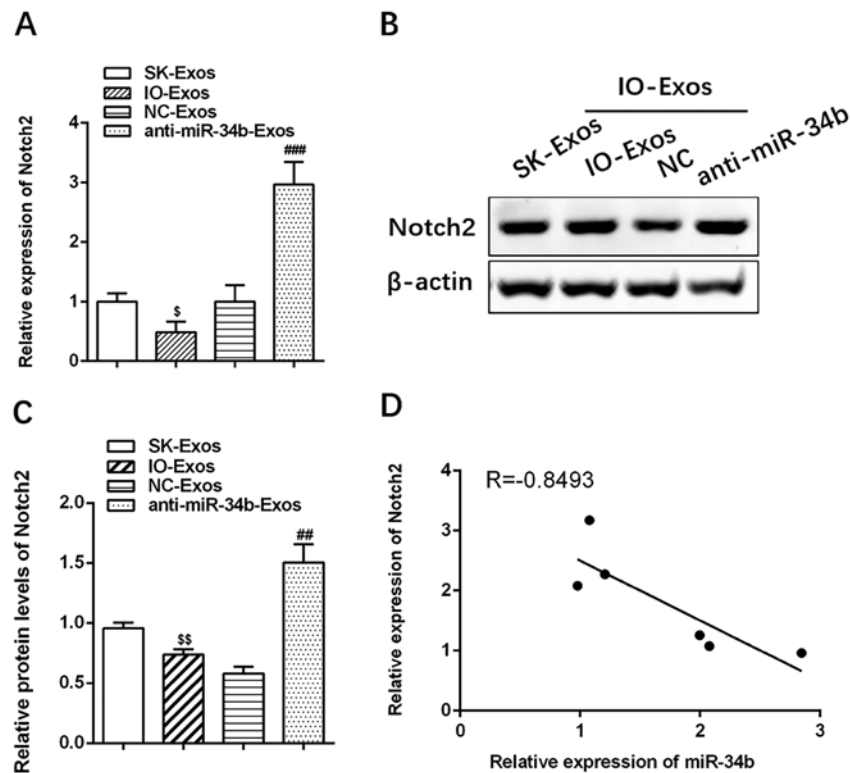 A
SK-Exos
IO-Exos
NC-Exos
anti-miR-34b-Exos
Relative expression of Notch2
4
3
2
1
0
$
###
B
IO-Exos
SK-Exos
IO-Exos
NC
anti-miR-34b
Notch2
β-actin
C
SK-Exos
IO-Exos
NC-Exos
anti-miR-34b-Exos
Relative protein levels of Notch2
2.0
1.5
1.0
0.5
0.0
$$
##
D
R=-0.8493
Relative expression of Notch2
4
3
2
1
0
0 1 2 3
Relative expression of miR-34b